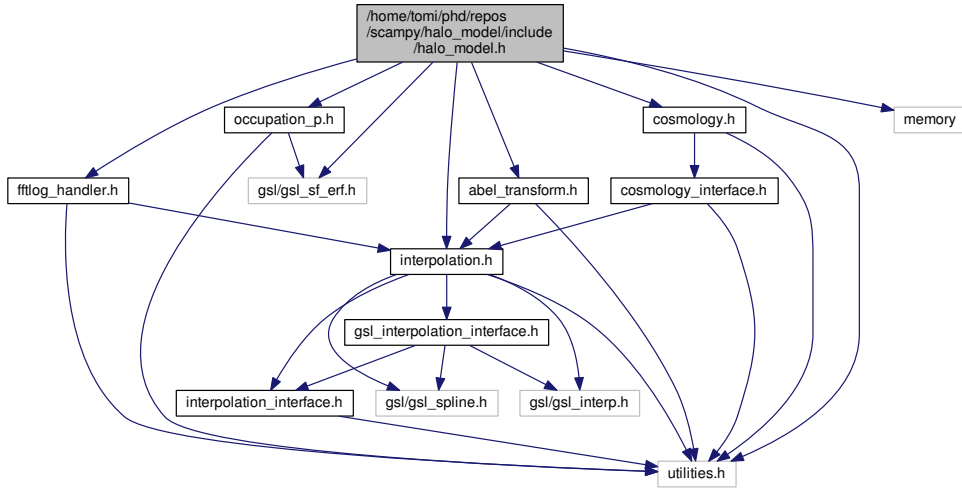 /home/tomi/phd/repos
/scampy/halo_model/include
/halo_model.h
occupation_p.h
cosmology.h
memory
fftlog_handler.h
gsl/gsl_sf_erf.h
abel_transform.h
cosmology_interface.h
interpolation.h
gsl_interpolation_interface.h
interpolation_interface.h
gsl/gsl_spline.h
gsl/gsl_interp.h
utilities.h